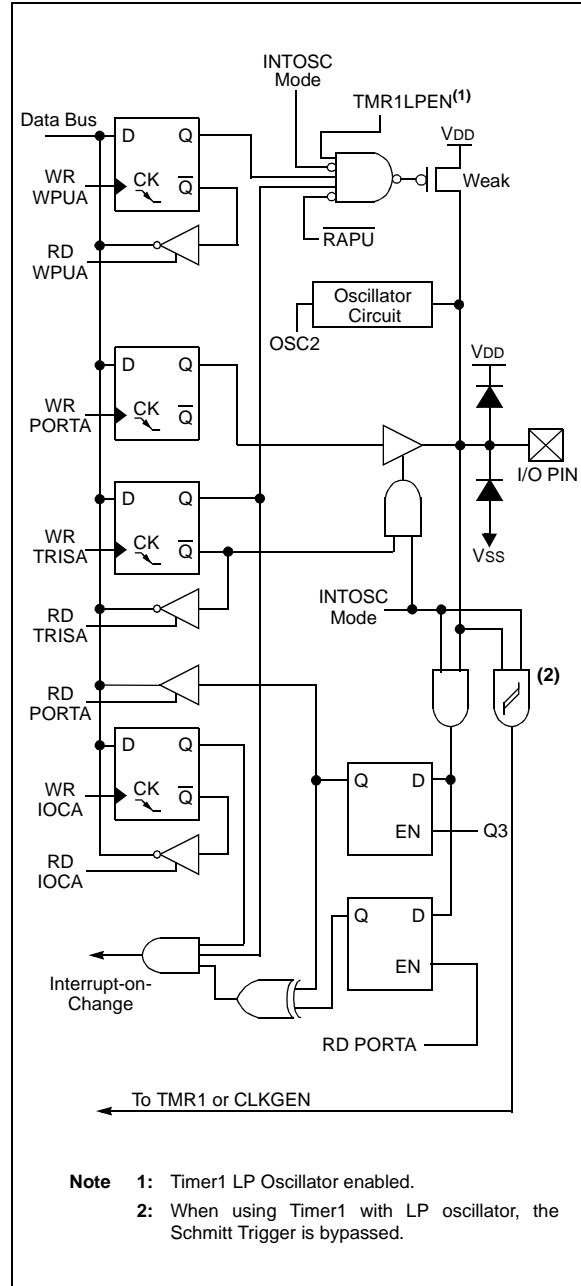 INTOSC
Mode
TMR1LPEN(1)
Data Bus
D Q
VDD
WR
WPUA
CK
Q
Weak
RD
WPUA
RAPU
Oscillator
Circuit
OSC2
VDD
D Q
WR
PORTA
CK
Q
I/O PIN
D Q
WR
TRISA
CK
Q
VSS
INTOSC
Mode
RD
TRISA
(2)
RD
PORTA
D Q
Q D
WR
IOCA
CK
Q
EN Q3
RD
IOCA
Q D
EN
Interrupt-on-
Change
RD PORTA
To TMR1 or CLKGEN
Note 1: Timer1 LP Oscillator enabled.
2: When using Timer1 with LP oscillator, the
Schmitt Trigger is bypassed.